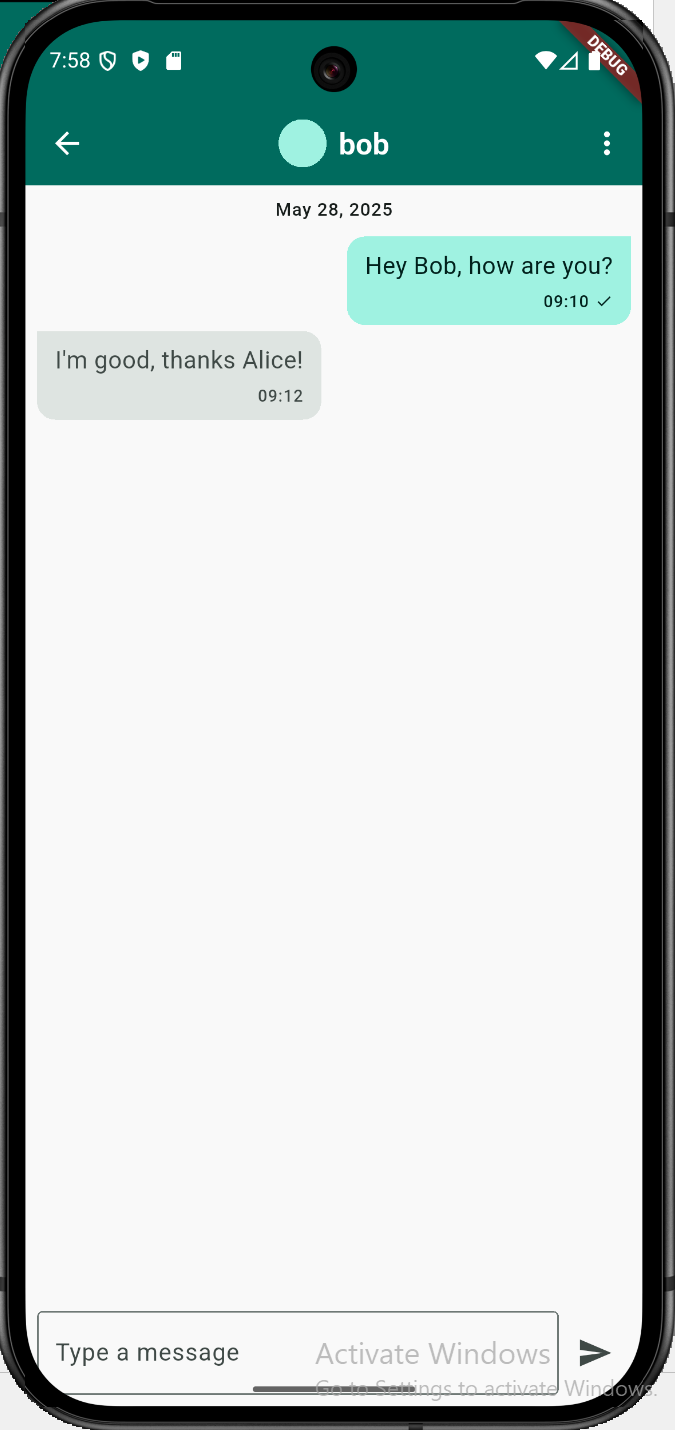 7:58
DEBUG
bob
May 28, 2025
Hey Bob, how are you?
09:10
I'm good, thanks Alice!
09:12
Type a message
Activate Windows
Go to Settings to activate Windows.